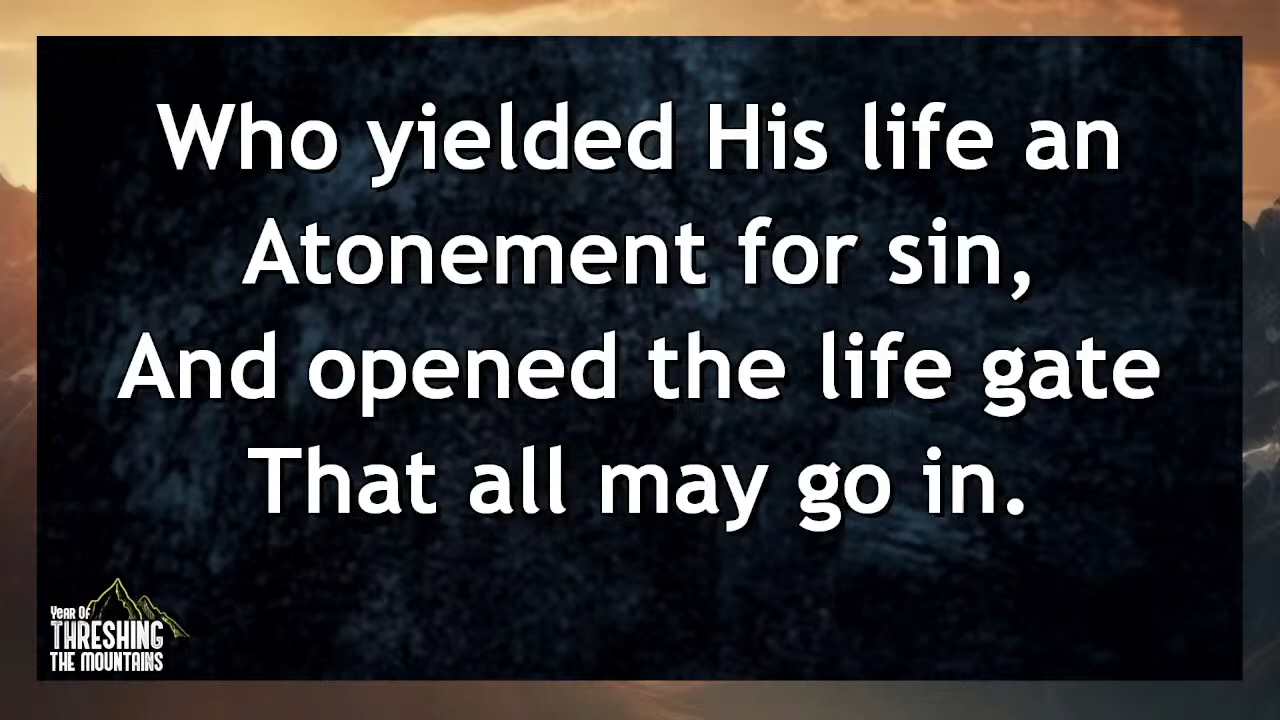 Who yielded His life an
Atonement for sin,
And opened the life gate
That all may go in.
Year Of
THRESHING
THE MOUNTAINS